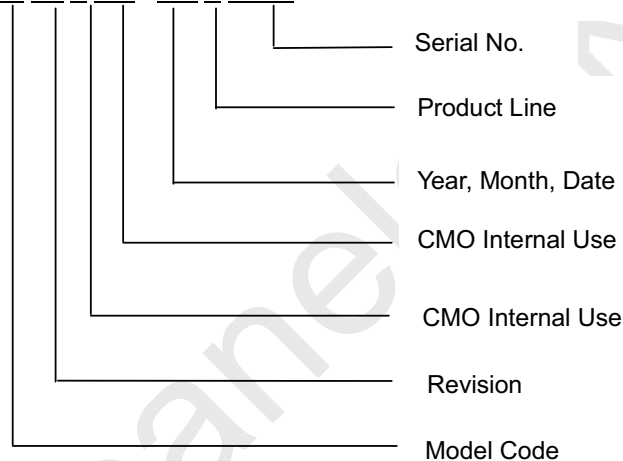 Serial No.
Product Line
Year, Month, Date
CMO Internal Use
CMO Internal Use
Revision
Model Code